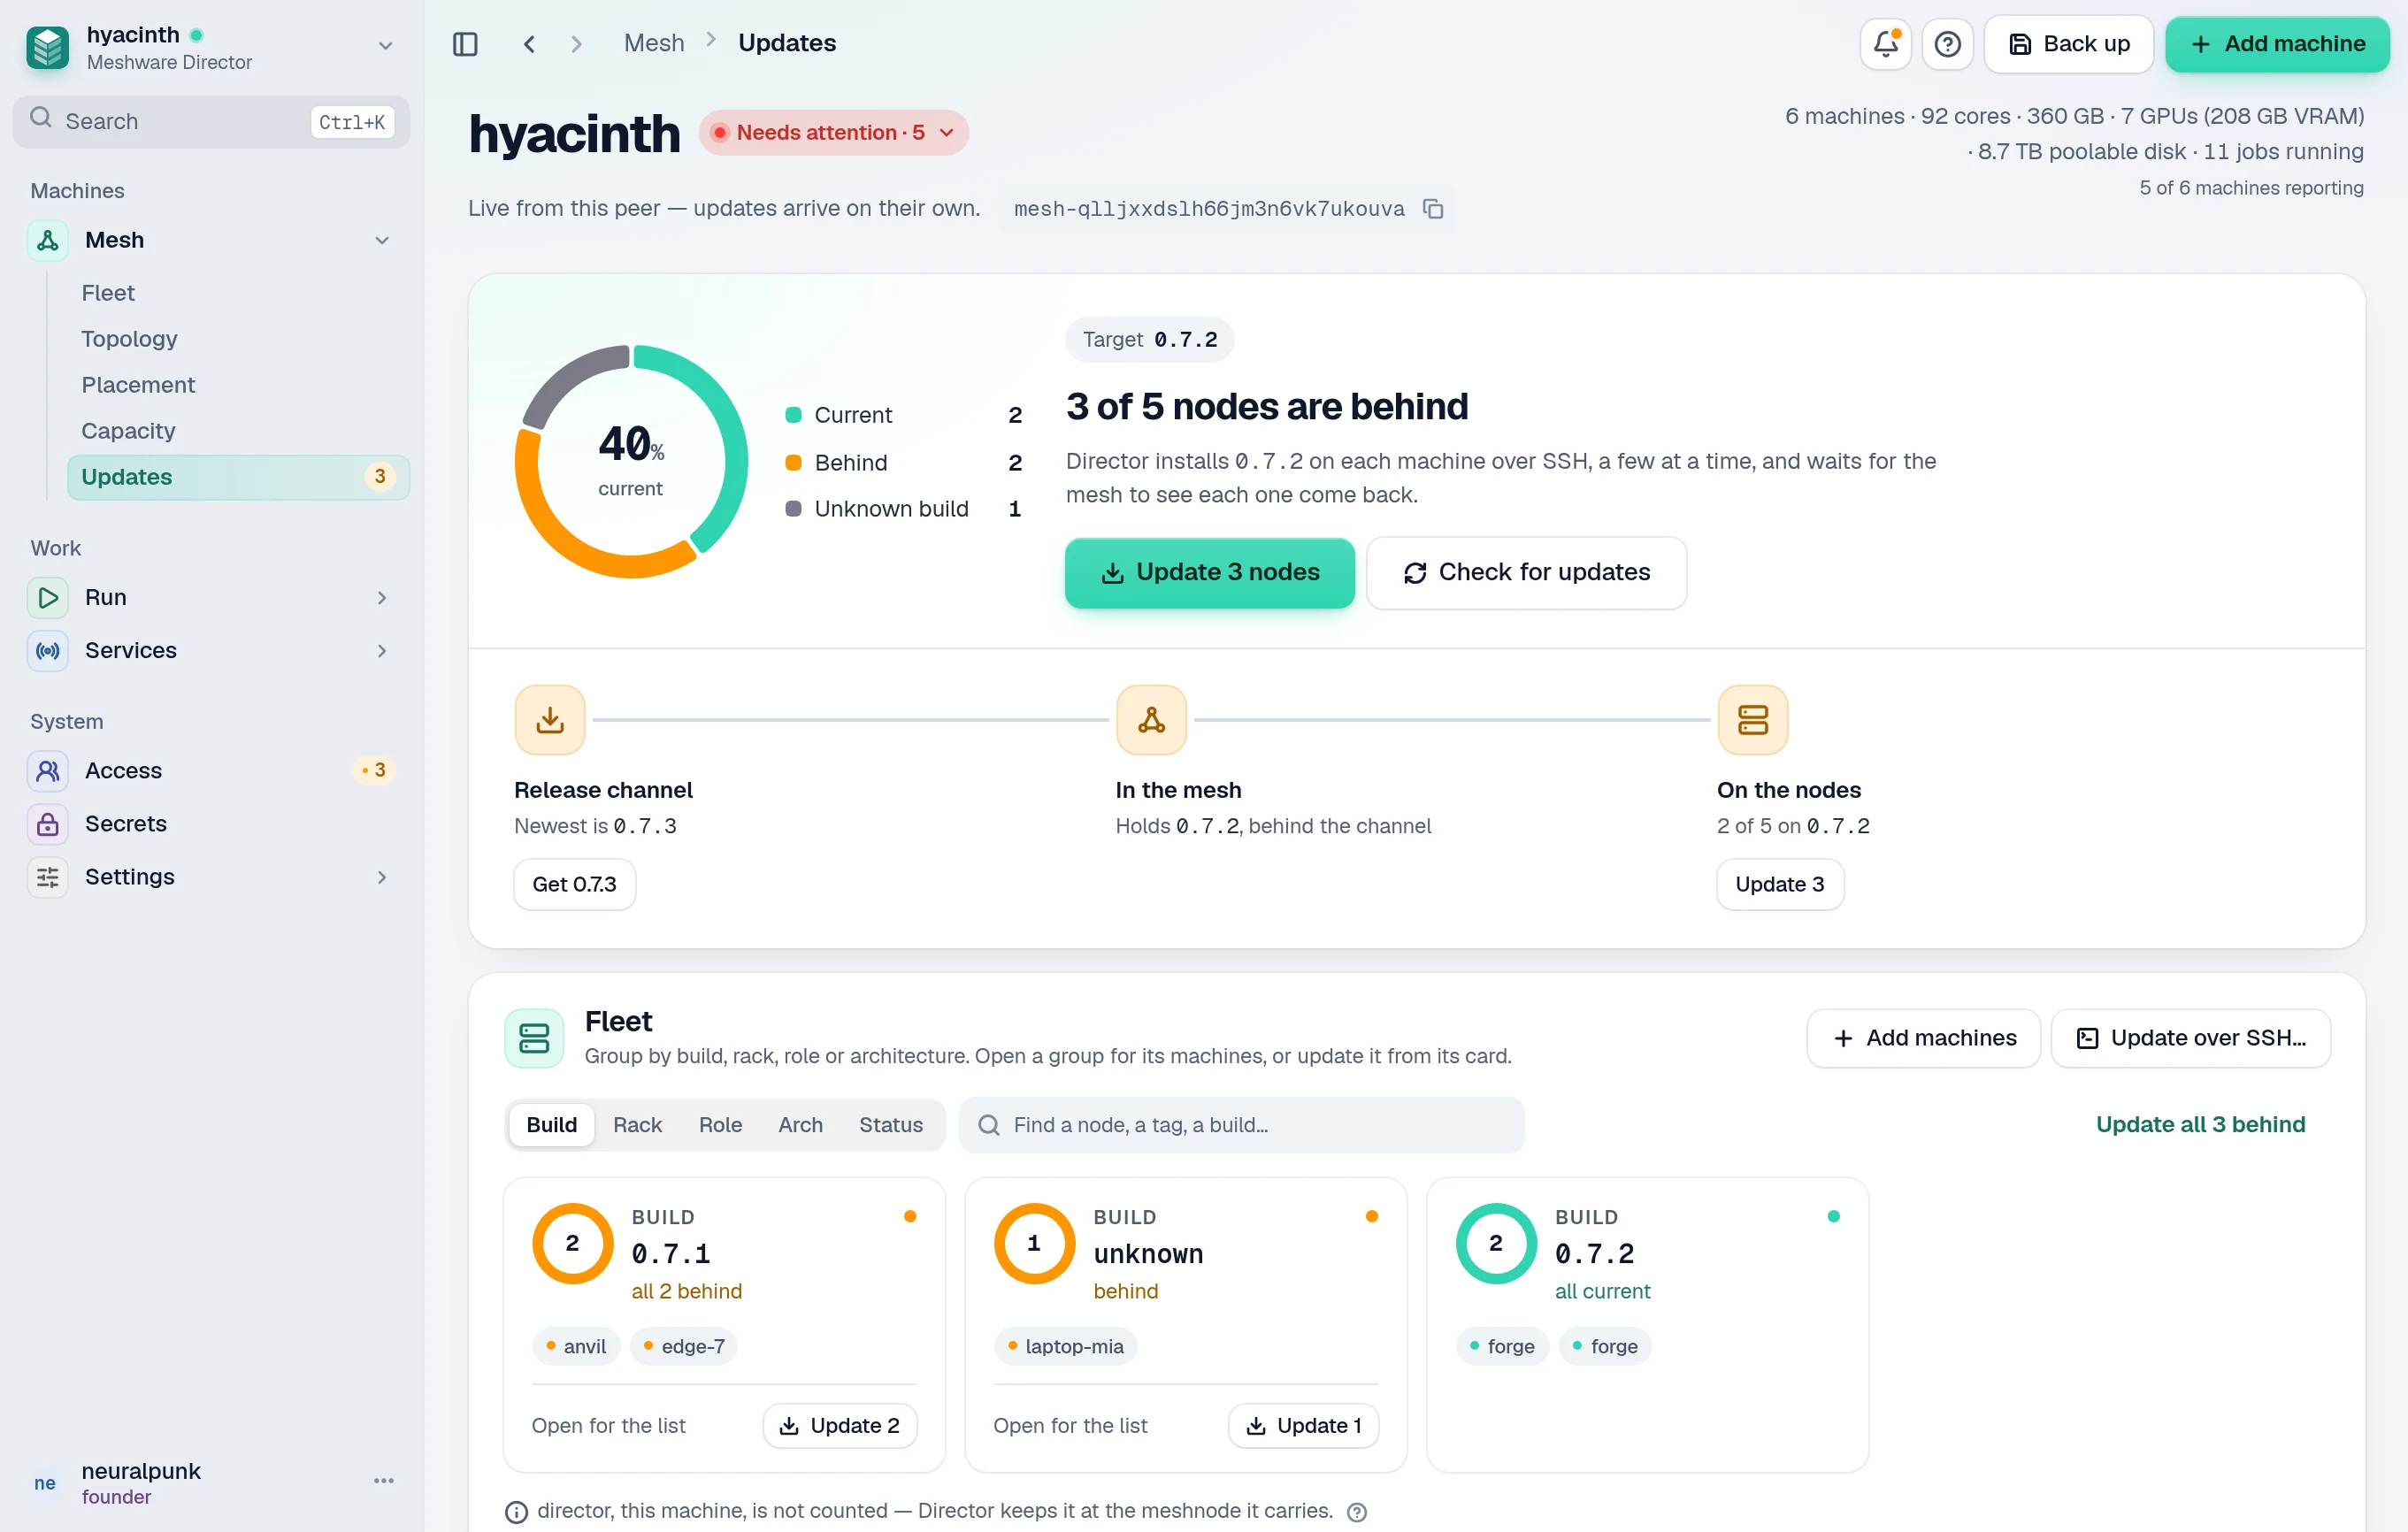 hyacinth
Meshware Director
Search
Ctrl+K
Machines
Mesh
Fleet
Topology
Placement
Capacity
Updates 3
Work
Run
Services
System
Access 3
Secrets
Settings
ne
neuralpunk
founder
Mesh
Updates
Back up
+ Add machine
hyacinth
Needs attention · 5
Live from this peer — updates arrive on their own.
mesh-qlljxxdslh66jm3n6vk7ukouva
6 machines · 92 cores · 360 GB · 7 GPUs (208 GB VRAM)
· 8.7 TB poolable disk · 11 jobs running
5 of 6 machines reporting
40%
current
Current 2
Behind 2
Unknown build 1
Target 0.7.2
3 of 5 nodes are behind
Director installs 0.7.2 on each machine over SSH, a few at a time, and waits for the
mesh to see each one come back.
Update 3 nodes
Check for updates
Release channel
Newest is 0.7.3
Get 0.7.3
In the mesh
Holds 0.7.2, behind the channel
On the nodes
2 of 5 on 0.7.2
Update 3
Fleet
Group by build, rack, role or architecture. Open a group for its machines, or update it from its card.
+ Add machines
Update over SSH...
Build
Rack
Role
Arch
Status
Find a node, a tag, a build...
Update all 3 behind
2
BUILD
0.7.1
all 2 behind
anvil
edge-7
Open for the list
Update 2
1
BUILD
unknown
behind
laptop-mia
Open for the list
Update 1
2
BUILD
0.7.2
all current
forge
forge
director, this machine, is not counted — Director keeps it at the meshnode it carries.